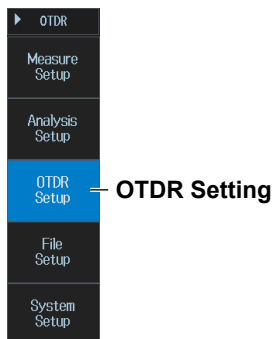 OTDR
Measure
Setup
Analysis
Setup
OTDR
Setup
OTDR Setting
File
Setup
System
Setup